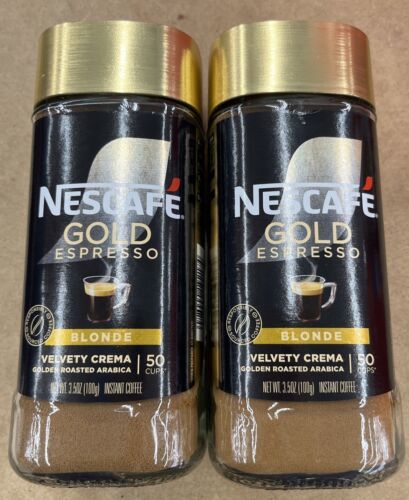 NESCAFÉ
GOLD
ESPRESSO
BLONDE
VELVETY CREMA
GOLDEN ROASTED ARABICA
50
CUPS*
NET WT. 3.5OZ (100g) INSTANT COFFEE
NESCAFÉ
GOLD
ESPRESSO
BLONDE
VELVETY CREMA
GOLDEN ROASTED ARABICA
50
CUPS*
NET WT. 3.5OZ (100g) INSTANT COFFEE